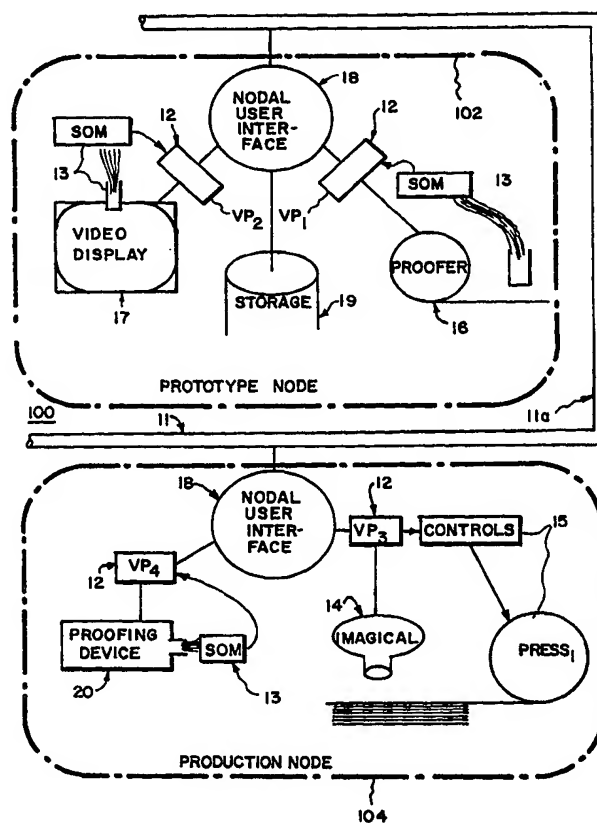 18
102
NODAL
USER
INTER-
FACE
12
12
SOM
SOM
13
13
VP2
VP1
VIDEO
DISPLAY
17
STORAGE
19
PROOFER
16
PROTOTYPE NODE
100
11
11a
18
NODAL
USER
INTER-
FACE
12
VP3
CONTROLS
15
12
VP4
14
IMAGICAL
PROOFING
DEVICE
SOM
20
13
PRESS1
PRODUCTION NODE
104